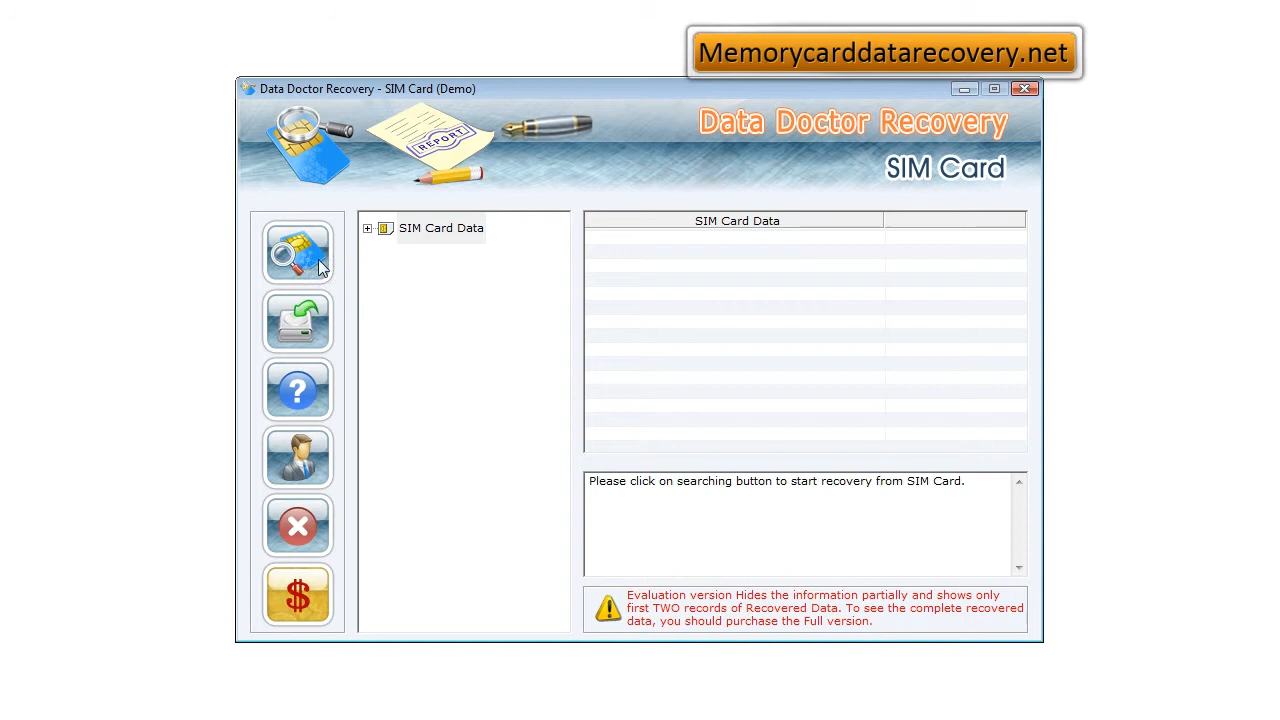 Memorycarddatarecovery.net
Data Doctor Recovery - SIM Card (Demo)
REPORT
Data Doctor Recovery
SIM Card
SIM Card Data
SIM Card Data
Please click on searching button to start recovery from SIM Card.
Evaluation version Hides the information partially and shows only
first TWO records of Recovered Data. To see the complete recovered
data, you should purchase the Full version.